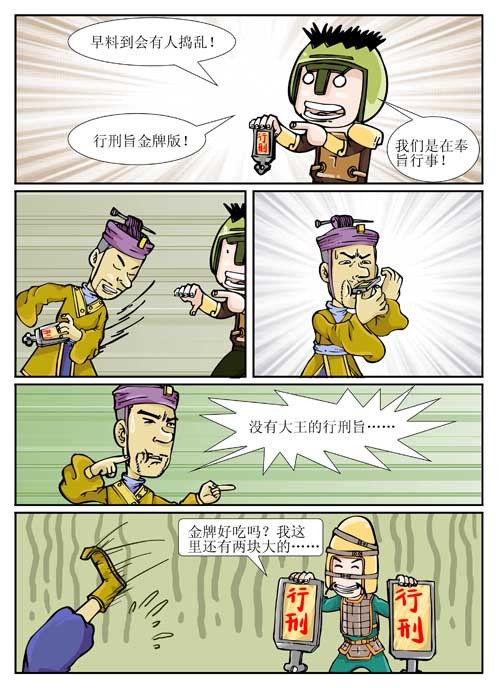 早料到会有人捣乱！
行刑旨金牌版！
我们是在奉
旨行事！
行刑
行刑
没有大王的行刑旨……
金牌好吃吗？我这
里还有两块大的……
行刑
行刑